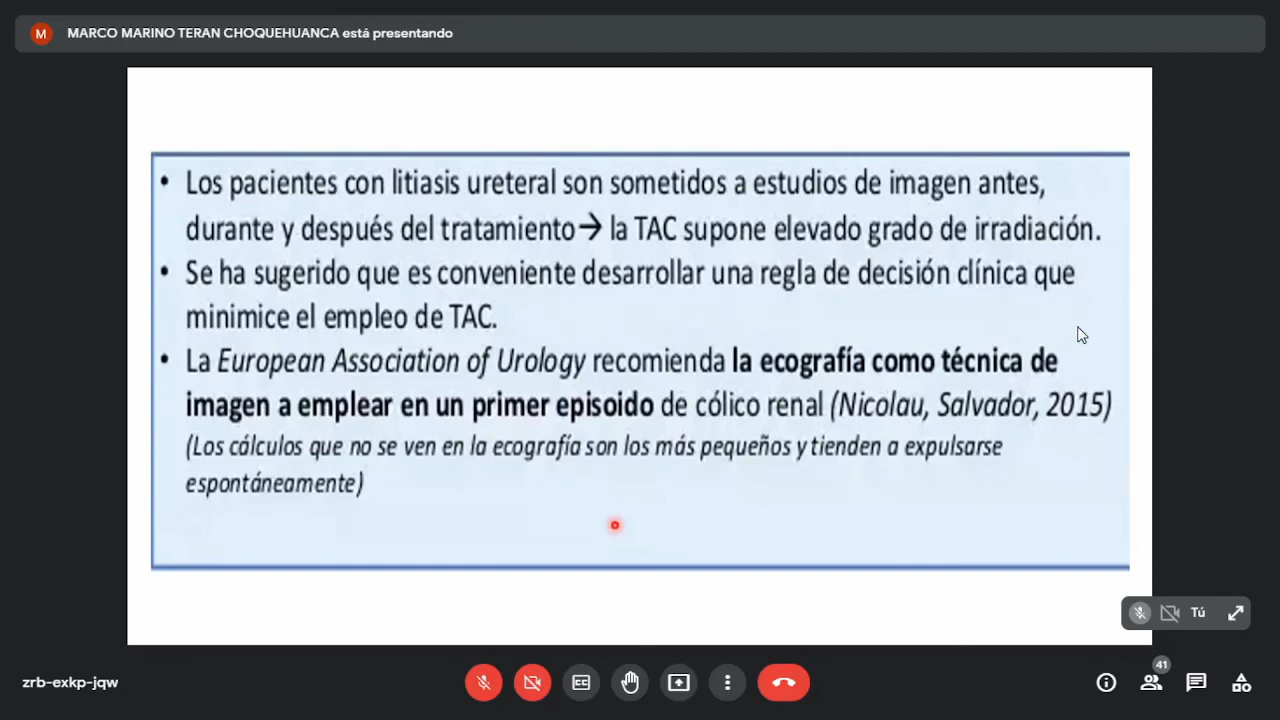 M MARCO MARINO TERAN CHOQUEHUANCA está presentando
• Los pacientes con litiasis ureteral son sometidos a estudios de imagen antes,
durante y después del tratamiento→ la TAC supone elevado grado de irradiación.
• Se ha sugerido que es conveniente desarrollar una regla de decisión clínica que
minimice el empleo de TAC.
• La European Association of Urology recomienda la ecografía como técnica de
imagen a emplear en un primer episoido de cólico renal (Nicolau, Salvador, 2015)
(Los cálculos que no se ven en la ecografía son los más pequeños y tienden a expulsarse
espontáneamente)
Tú
zrb-exkp-jqw
CC
41